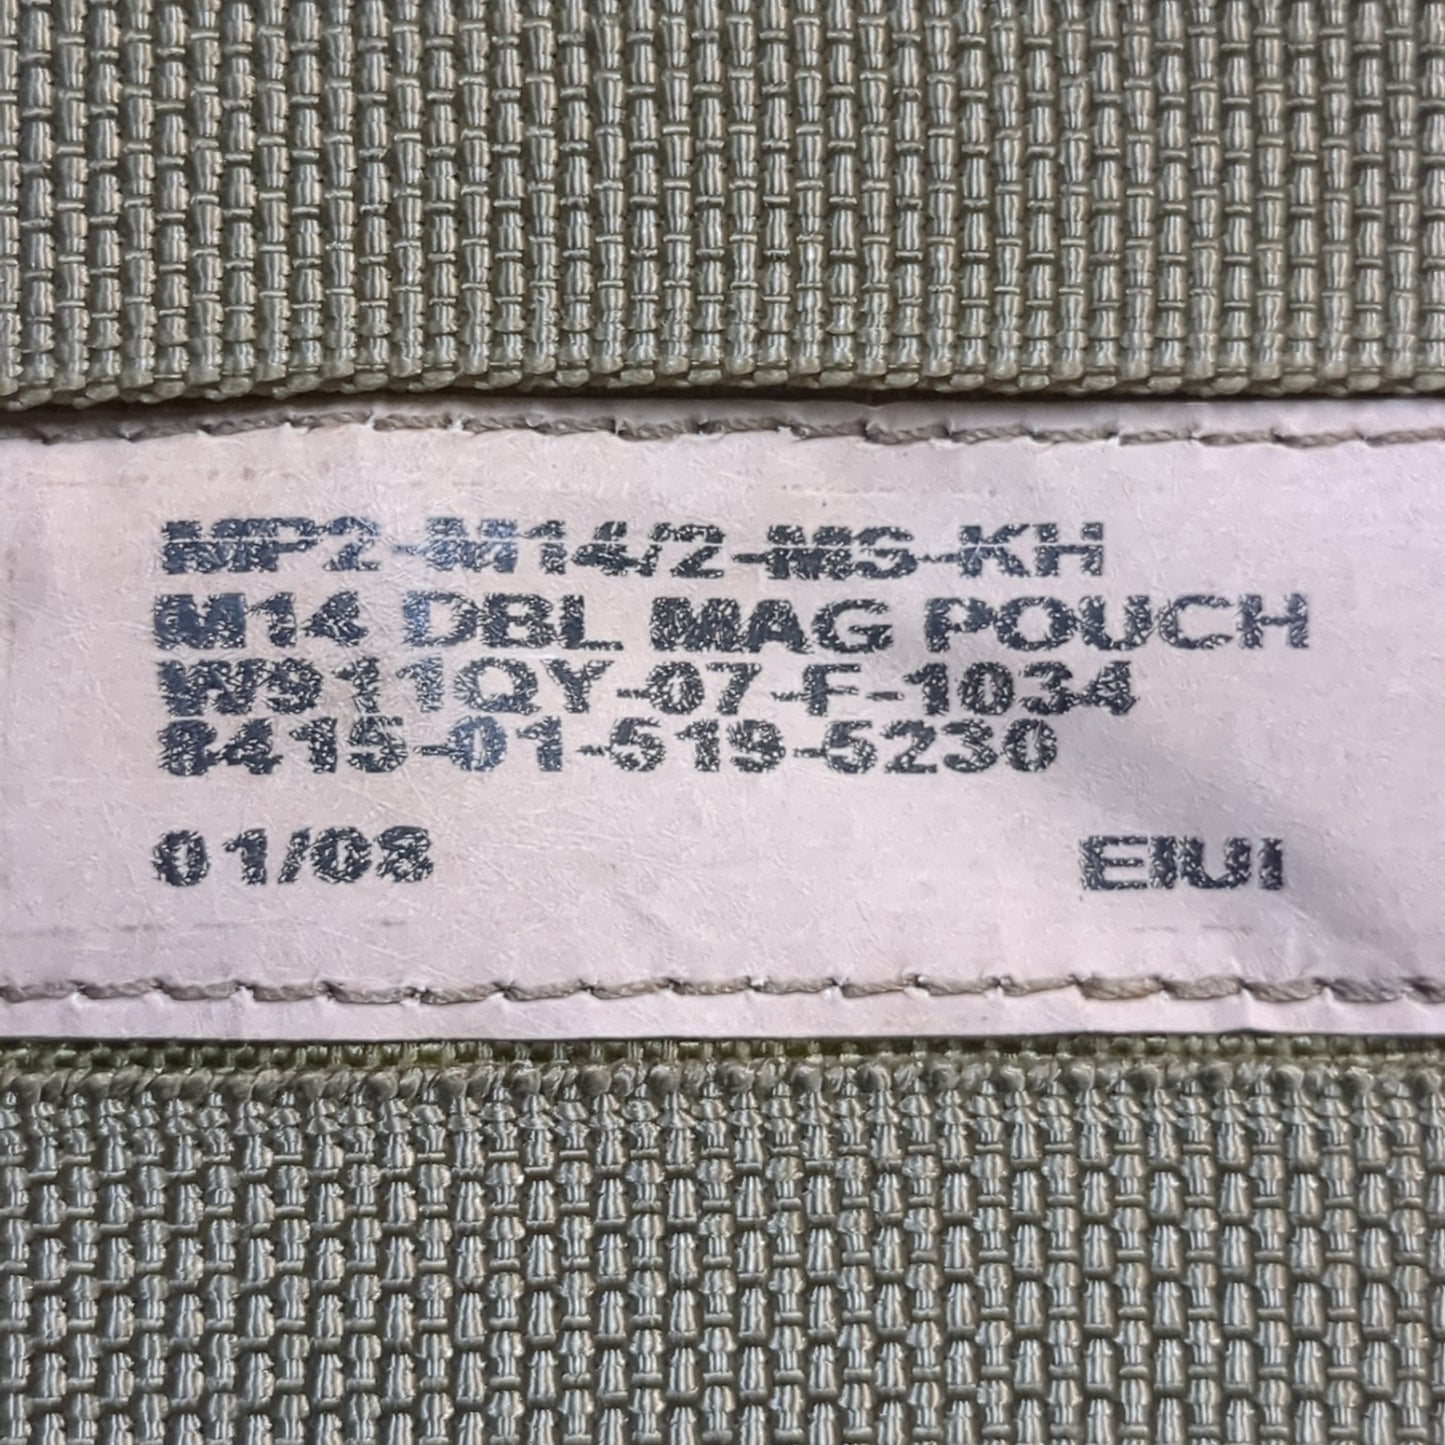 MP2-M14/2-MS-KH
M14 DBL MAG POUCH
W911QY-07-F-1034
8415-01-519-5230
01/08 EIUI